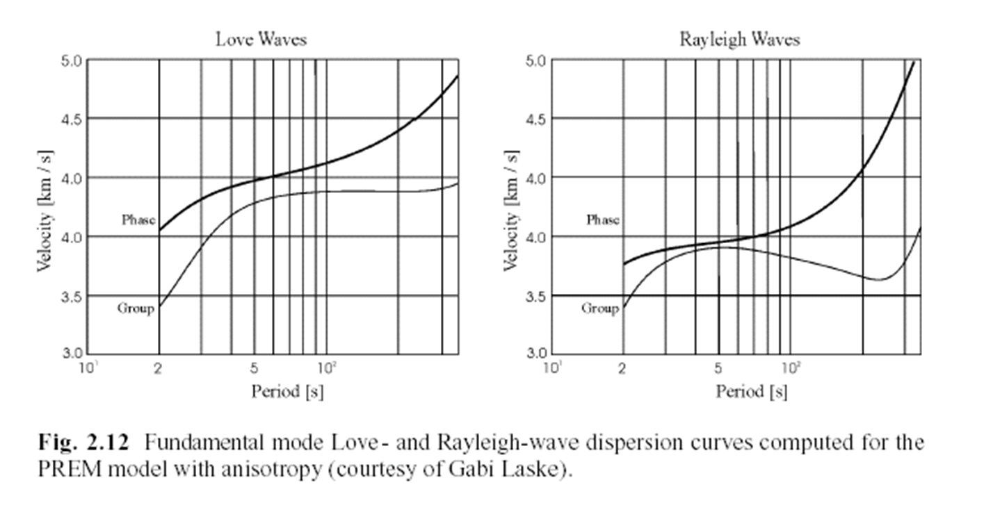 Love Waves
5.0
4.5
4.0
4.0
3.5
3.0
Velocity [km / s]
Phase
Group
10¹ 2 5 10²
Period [s]
Rayleigh Waves
5.0
4.5
4.0
4.0
3.5
3.0
Velocity [km / s]
Phase
Group
10¹ 2 5 10²
Period [s]
Fig. 2.12 Fundamental mode Love- and Rayleigh-wave dispersion curves computed for the
PREM model with anisotropy (courtesy of Gabi Laske).